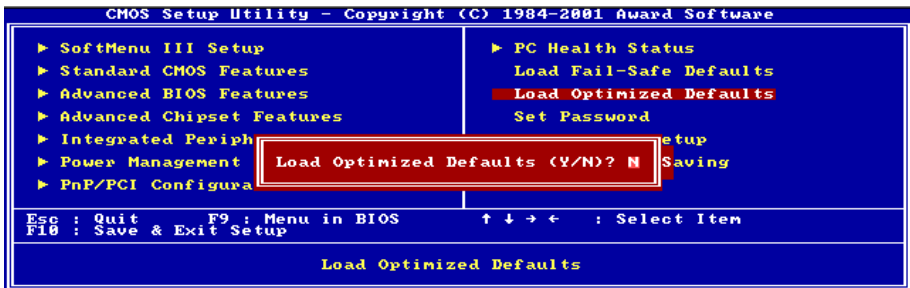 CMOS Setup Utility - Copyright (C) 1984-2001 Award Software
▶ SoftMenu III Setup
▶ Standard CMOS Features
▶ Advanced BIOS Features
▶ Advanced Chipset Features
▶ Integrated Periph
▶ Power Management
▶ PnP/PCI Configura
▶ PC Health Status
Load Fail-Safe Defaults
Load Optimized Defaults
Set Password
etup
Saving
Load Optimized Defaults (Y/N)? N
Esc : Quit F9 : Menu in BIOS ↑ ↓ → ← : Select Item
F10 : Save & Exit Setup
Load Optimized Defaults